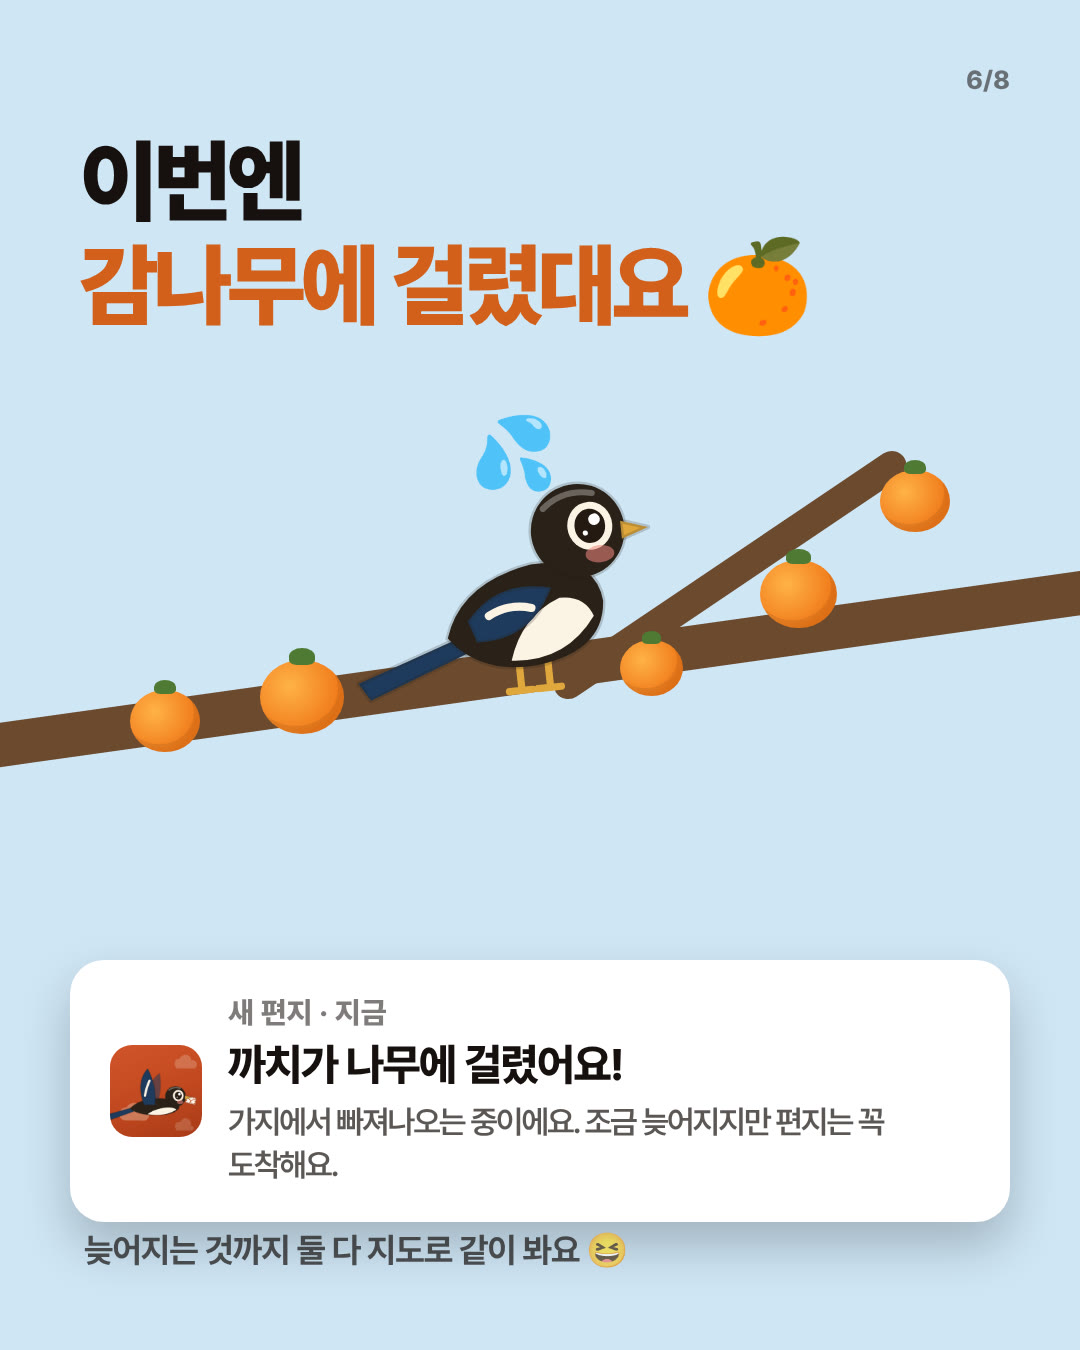 6/8
이번엔
감나무에 걸렸대요 🍊
새 편지 · 지금
까치가 나무에 걸렸어요!
가지에서 빠져나오는 중이에요. 조금 늦어지지만 편지는 꼭
도착해요.
늦어지는 것까지 둘 다 지도로 같이 봐요 😆